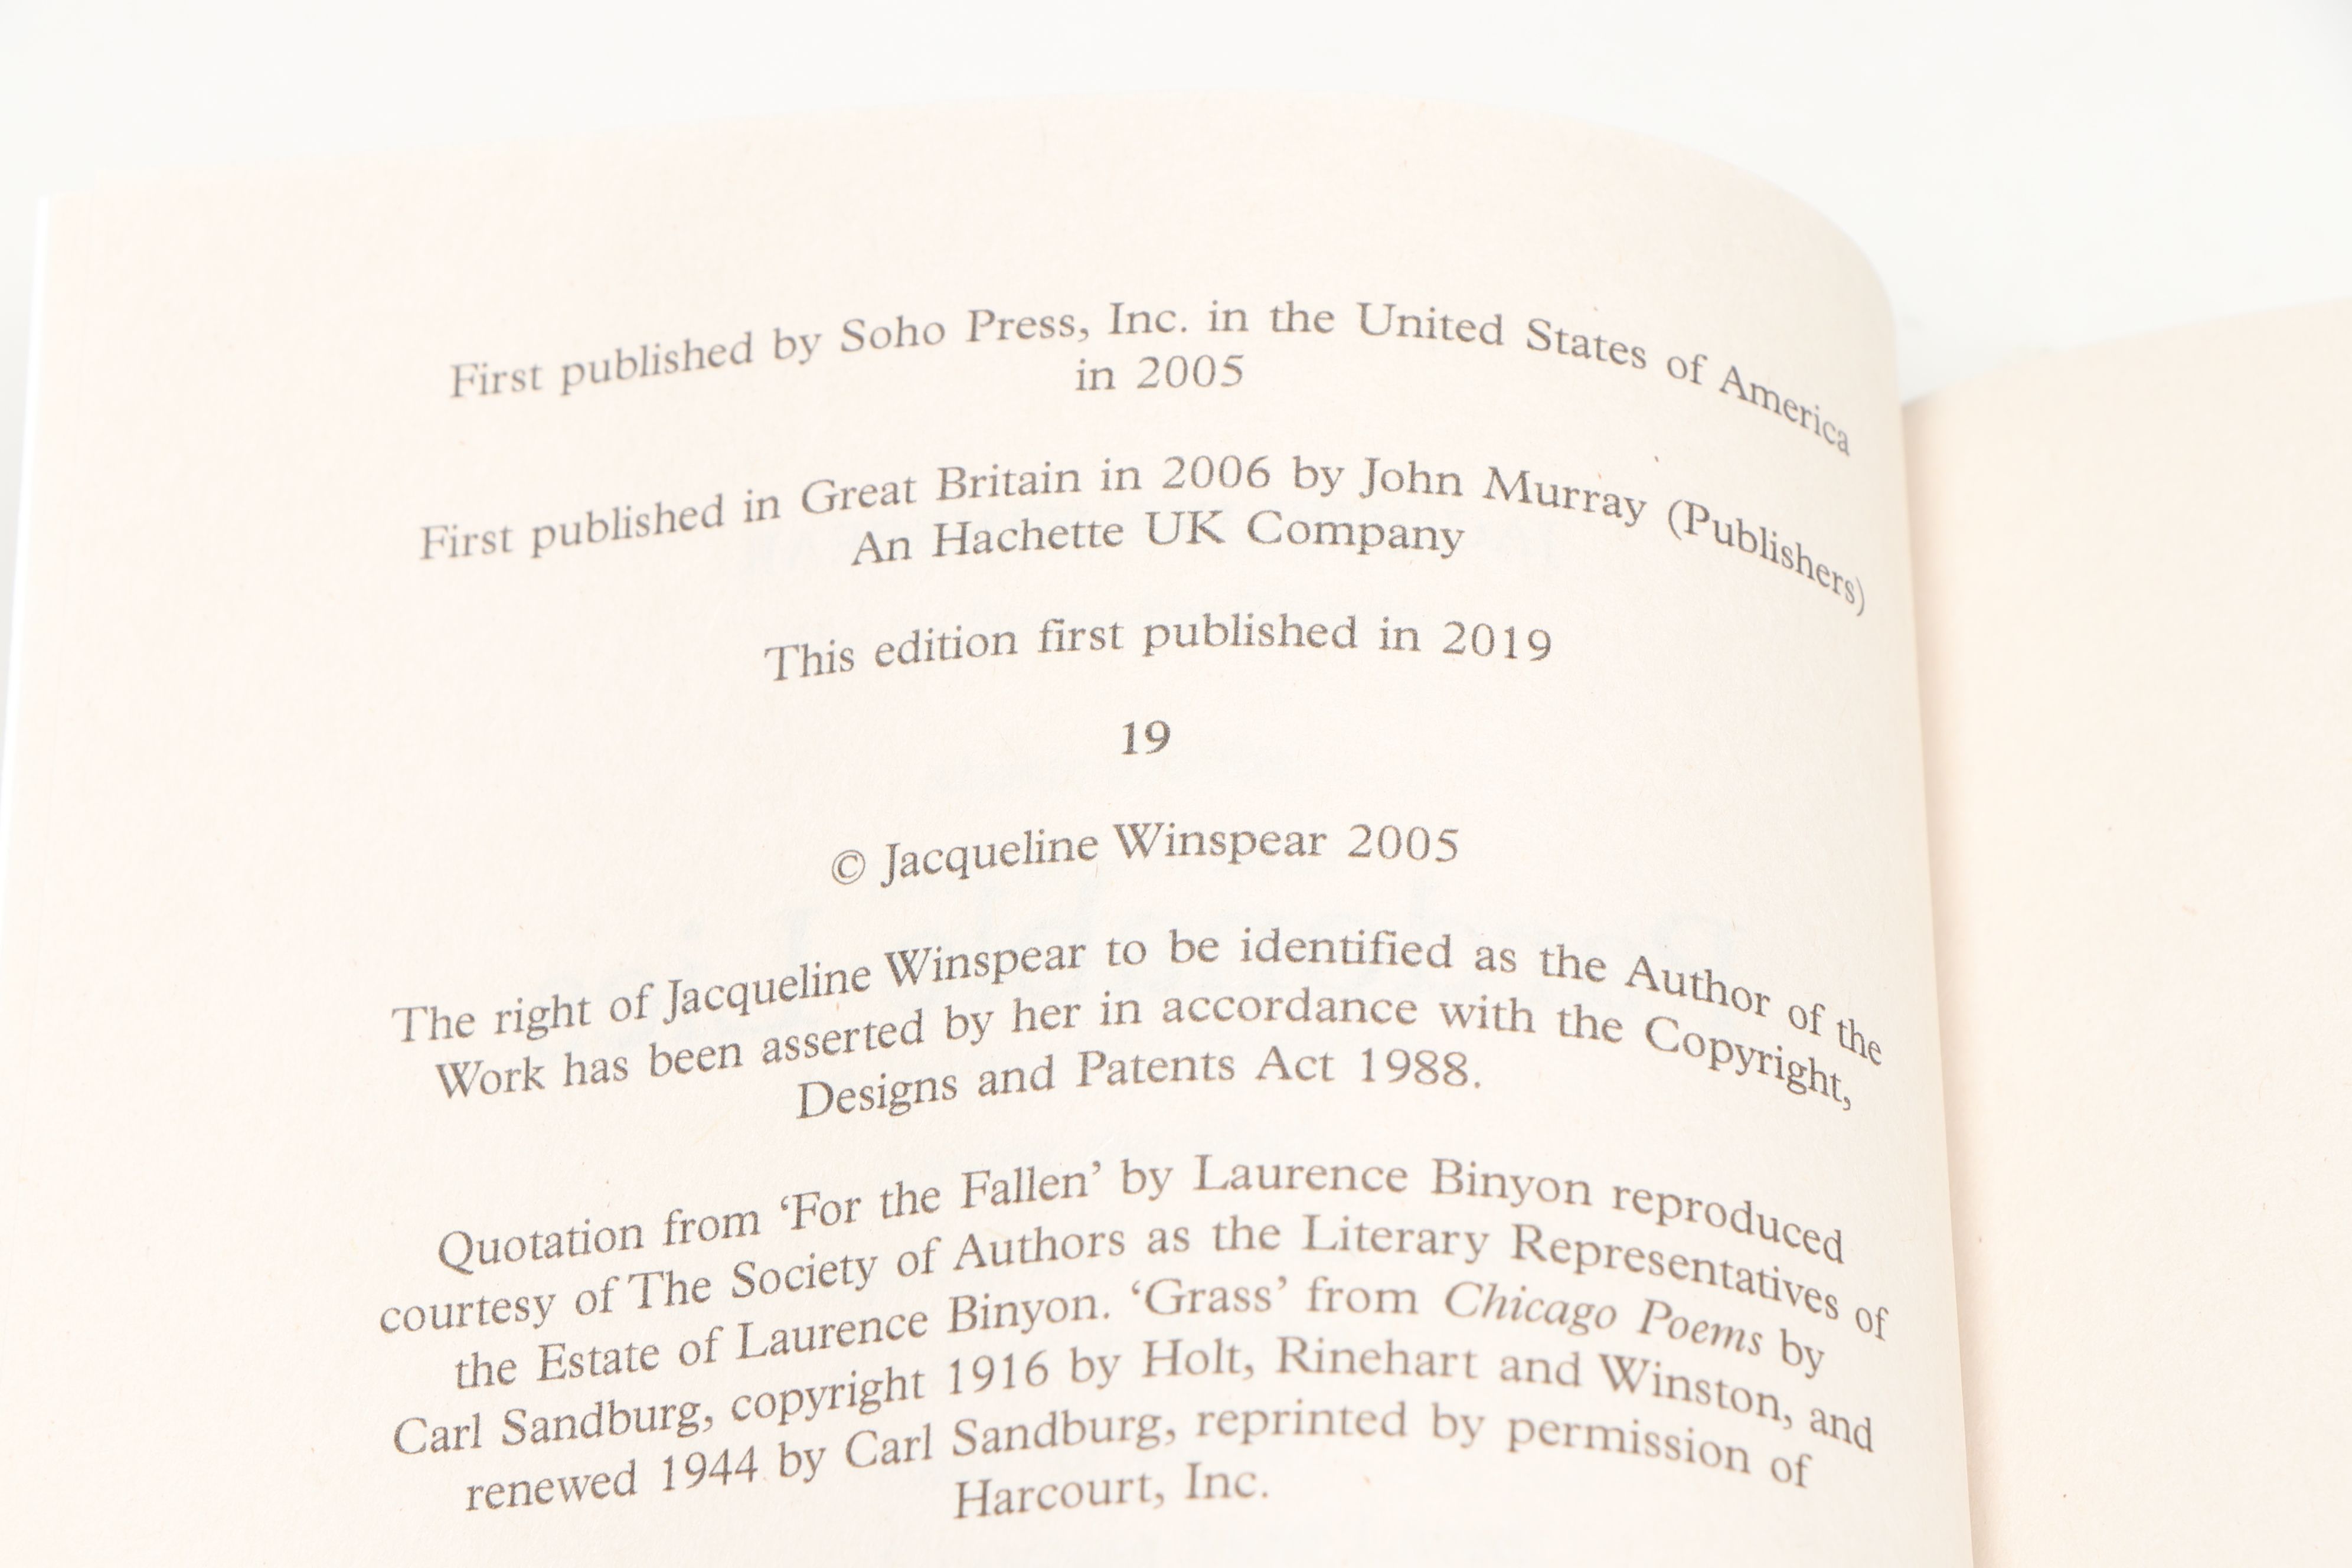 First published by Soho Press, Inc. in the United States of America
in 2005
First published in Great Britain in 2006 by John Murray (Publishers)
An Hachette UK Company
This edition first published in 2019
19
© Jacqueline Winspear 2005
The right of Jacqueline Winspear to be identified as the Author of the
Work has been asserted by her in accordance with the Copyright,
Designs and Patents Act 1988.
Quotation from ‘For the Fallen’ by Laurence Binyon reproduced
courtesy of The Society of Authors as the Literary Representatives of
the Estate of Laurence Binyon. ‘Grass’ from Chicago Poems by
Carl Sandburg, copyright 1916 by Holt, Rinehart and Winston, and
renewed 1944 by Carl Sandburg, reprinted by permission of
Harcourt, Inc.